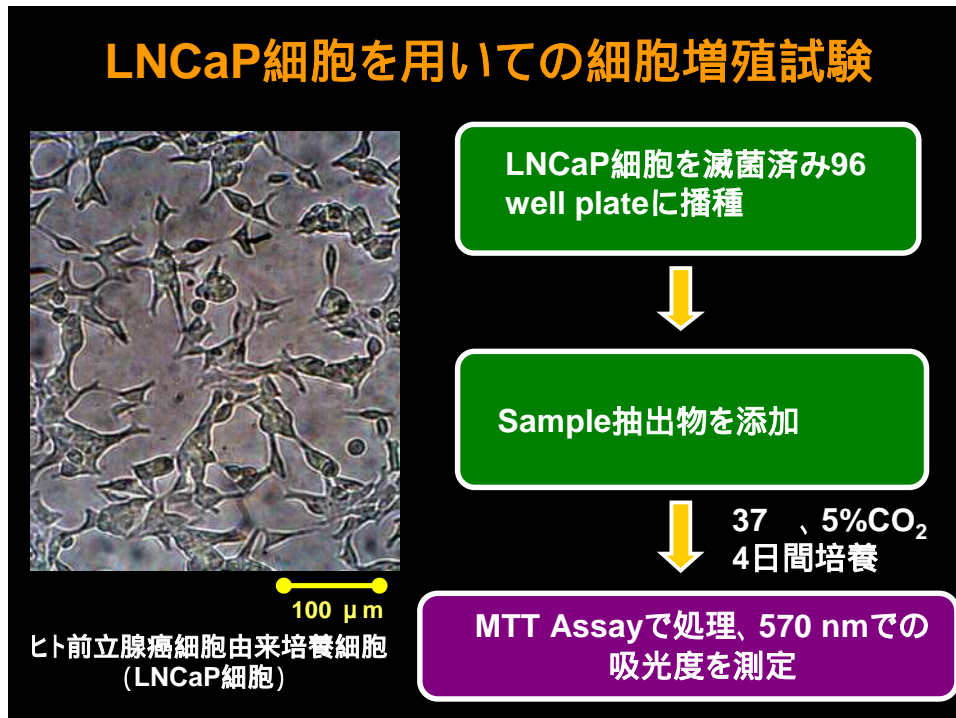 LNCaP細胞を用いての細胞増殖試験
LNCaP細胞を滅菌済み96
well plateに播種
Sample抽出物を添加
37 、5%CO₂
4日間培養
MTT Assayで処理、570 nmでの
吸光度を測定
100 μm
ヒト前立腺癌細胞由来培養細胞
(LNCaP細胞)